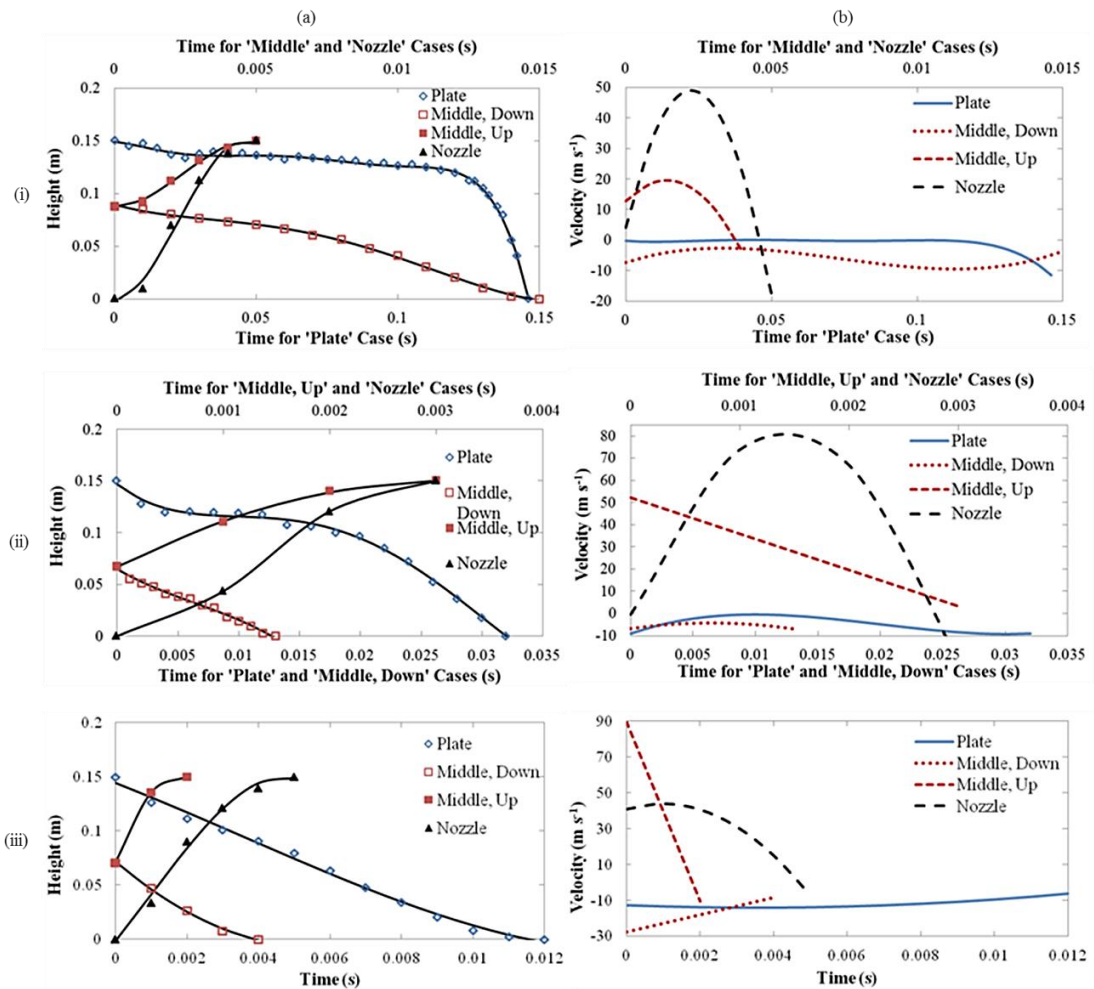 (a)
(b)
(i)
Time for 'Middle' and 'Nozzle' Cases (s)
0 0.005 0.01 0.015
Height (m)
0.2
0.15
0.1
0.05
0
Plate
Middle, Down
Middle, Up
Nozzle
0 0.05 0.1 0.15
Time for 'Plate' Case (s)
Time for 'Middle' and 'Nozzle' Cases (s)
0 0.005 0.01 0.015
Velocity (m s⁻¹)
50
40
30
20
10
0
-10
-20
Plate
Middle, Down
Middle, Up
Nozzle
0 0.05 0.1 0.15
Time for 'Plate' Case (s)
(ii)
Time for 'Middle, Up' and 'Nozzle' Cases (s)
0 0.001 0.002 0.003 0.004
Height (m)
0.2
0.15
0.1
0.05
0
Plate
Middle,
Down
Middle, Up
Nozzle
0 0.005 0.01 0.015 0.02 0.025 0.03 0.035
Time for 'Plate' and 'Middle, Down' Cases (s)
Time for 'Middle, Up' and 'Nozzle' Cases (s)
0 0.001 0.002 0.003 0.004
Velocity (m s⁻¹)
80
70
60
50
40
30
20
10
0
-10
Plate
Middle, Down
Middle, Up
Nozzle
0 0.005 0.01 0.015 0.02 0.025 0.03 0.035
Time for 'Plate' and 'Middle, Down' Cases (s)
(iii)
Height (m)
0.2
0.15
0.1
0.05
0
Plate
Middle, Down
Middle, Up
Nozzle
0 0.002 0.004 0.006 0.008 0.01 0.012
Time (s)
Velocity (m s⁻¹)
90
70
50
30
10
-10
-30
Plate
Middle, Down
Middle, Up
Nozzle
0 0.002 0.004 0.006 0.008 0.01 0.012
Time (s)